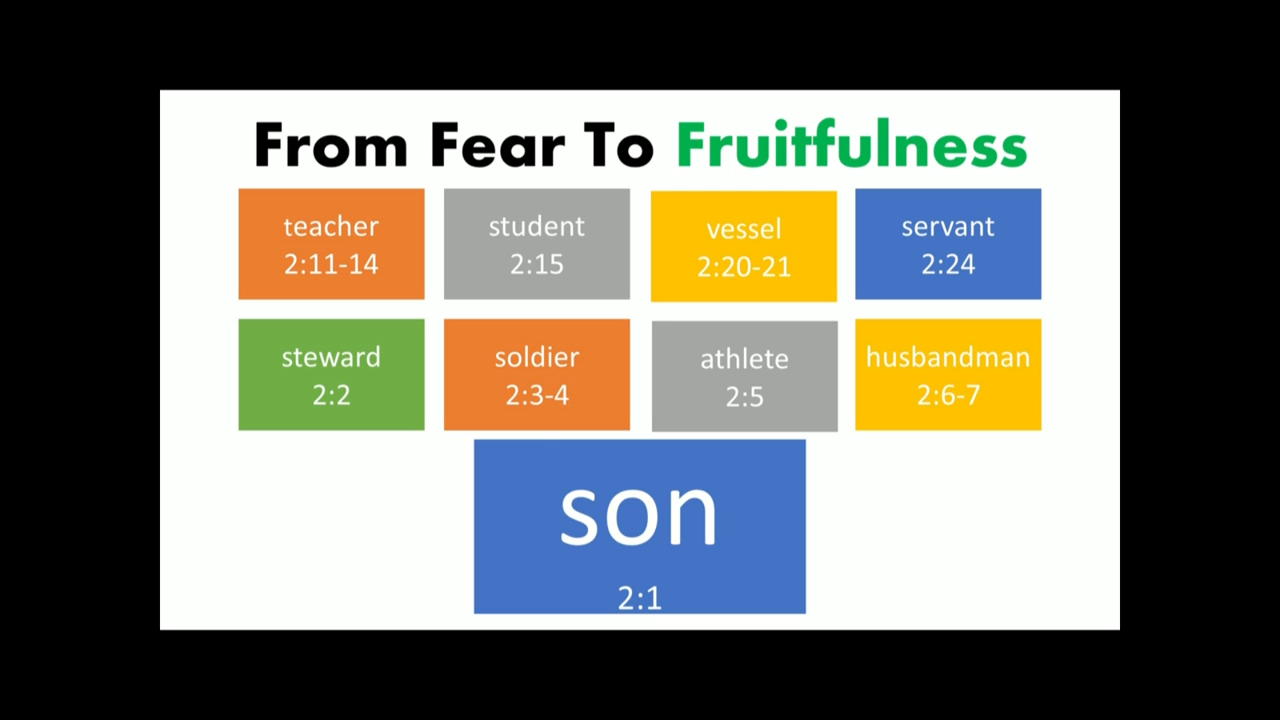 From Fear To Fruitfulness
teacher
2:11-14
student
2:15
vessel
2:20-21
servant
2:24
steward
2:2
soldier
2:3-4
athlete
2:5
husbandman
2:6-7
son
2:1